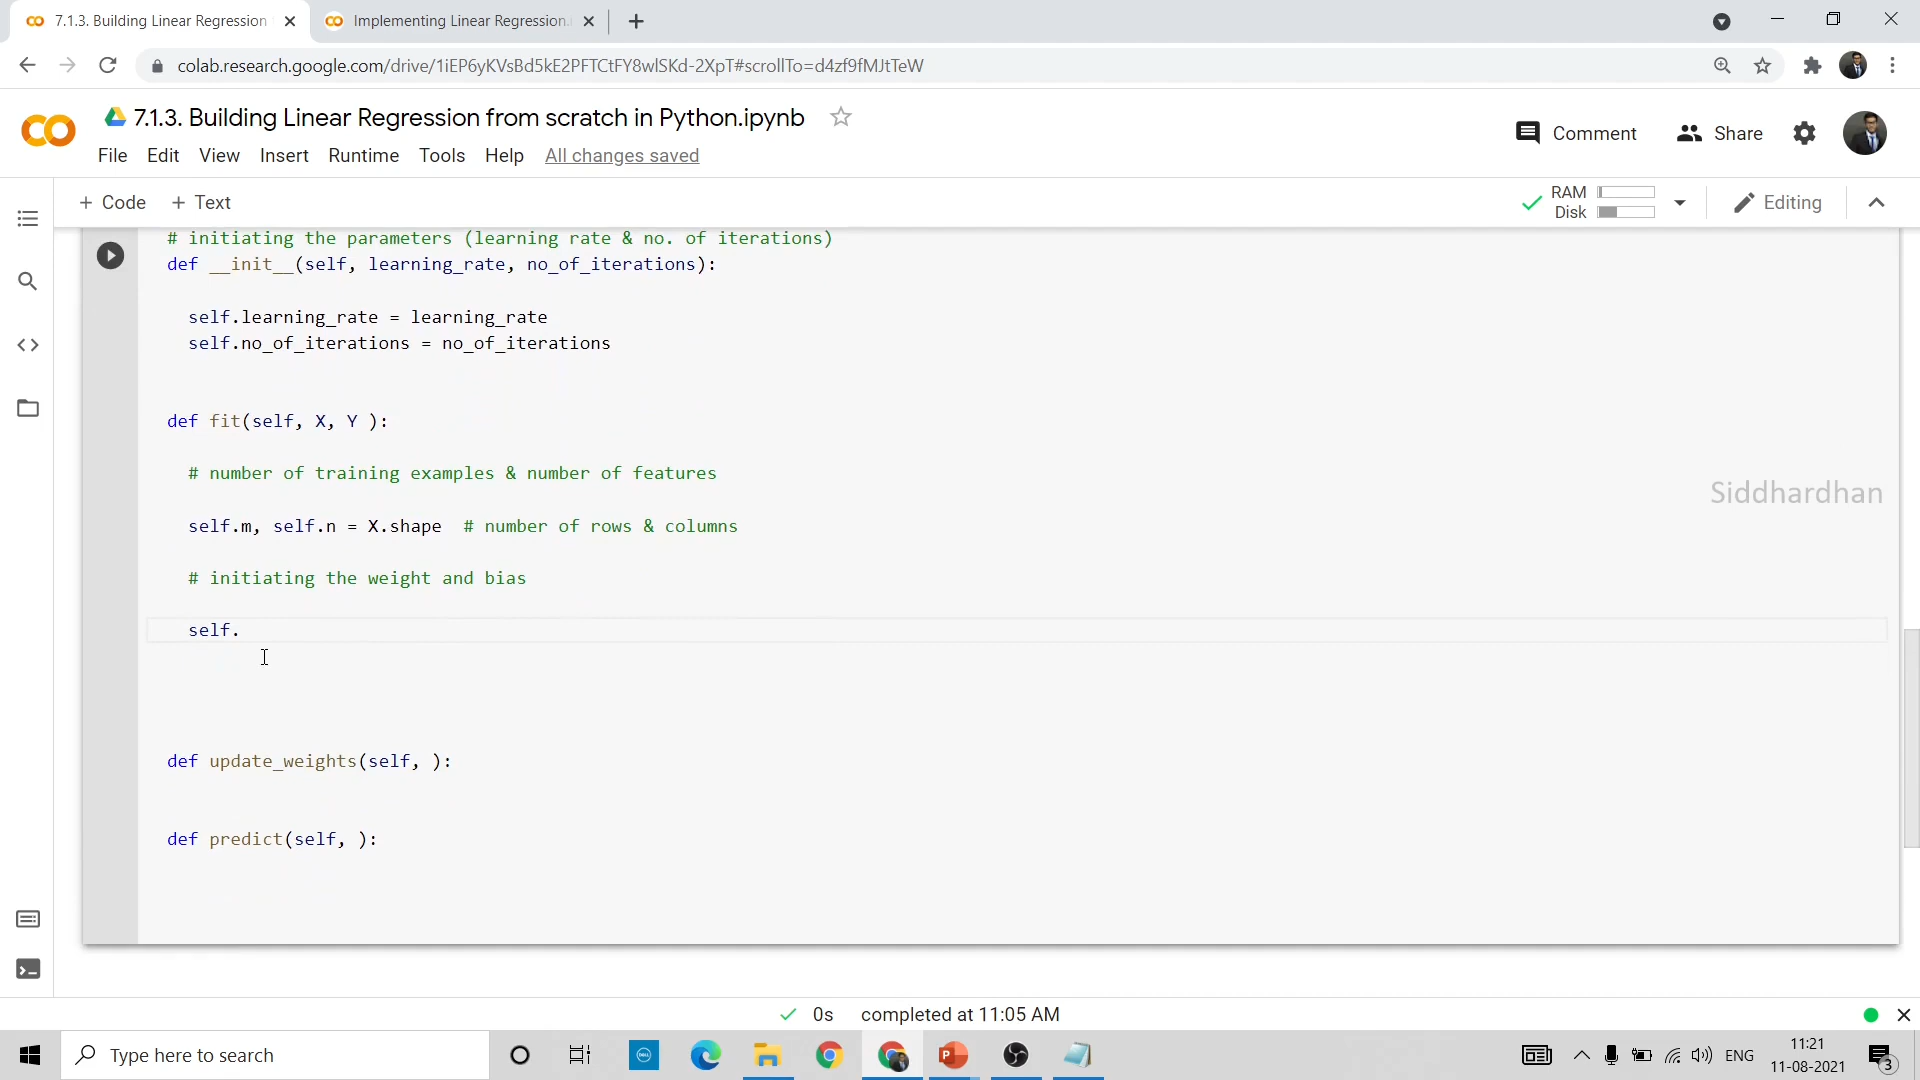 7.1.3. Building Linear Regression
Implementing Linear Regression.
colab.research.google.com/drive/1iEP6yKVsBd5kE2PFTCtFY8wlSKd-2XpT#scrollTo=d4zf9fMJtTeW
7.1.3. Building Linear Regression from scratch in Python.ipynb
Comment
Share
File Edit View Insert Runtime Tools Help All changes saved
+ Code + Text
RAM
Disk
Editing
# initiating the parameters (learning rate & no. of iterations)
def __init__(self, learning_rate, no_of_iterations):
self.learning_rate = learning_rate
self.no_of_iterations = no_of_iterations
def fit(self, X, Y ):
# number of training examples & number of features
Siddhardhan
self.m, self.n = X.shape # number of rows & columns
# initiating the weight and bias
self.
def update_weights(self, ):
def predict(self, ):
0s completed at 11:05 AM
Type here to search
DELL
ENG
11:21
11-08-2021
3